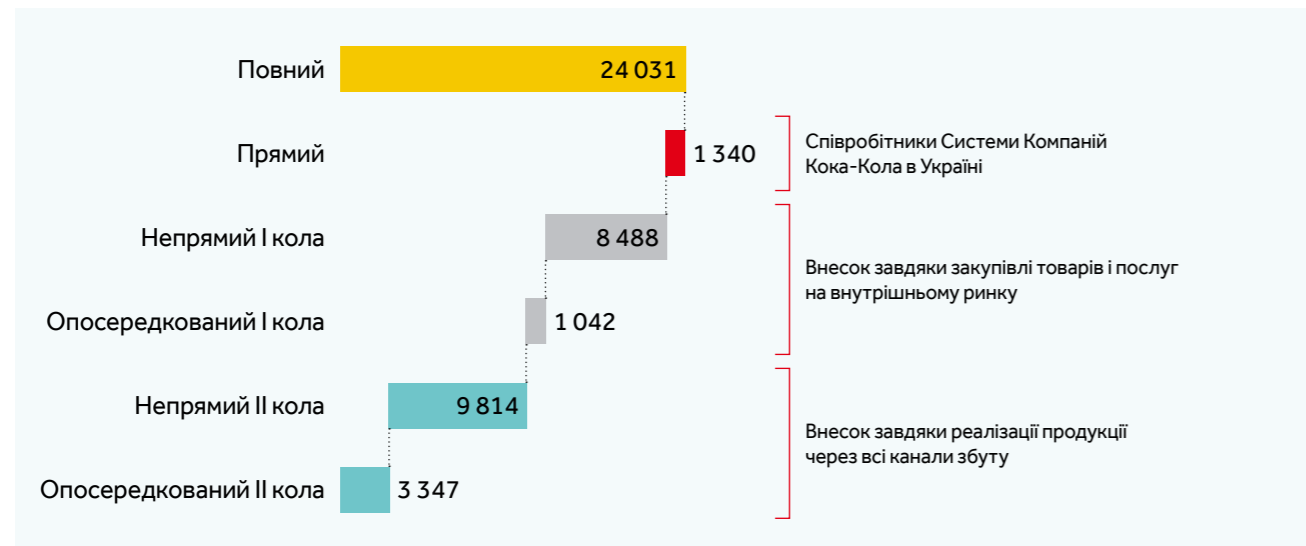 Повний
24 031
Прямий
1 340
Співробітники Системи Компаній
Кока-Кола в Україні
Непрямий I кола
8 488
Опосередкований I кола
1 042
Внесок завдяки закупівлі товарів і послуг
на внутрішньому ринку
Непрямий II кола
9 814
Опосередкований II кола
3 347
Внесок завдяки реалізації продукції
через всі канали збуту